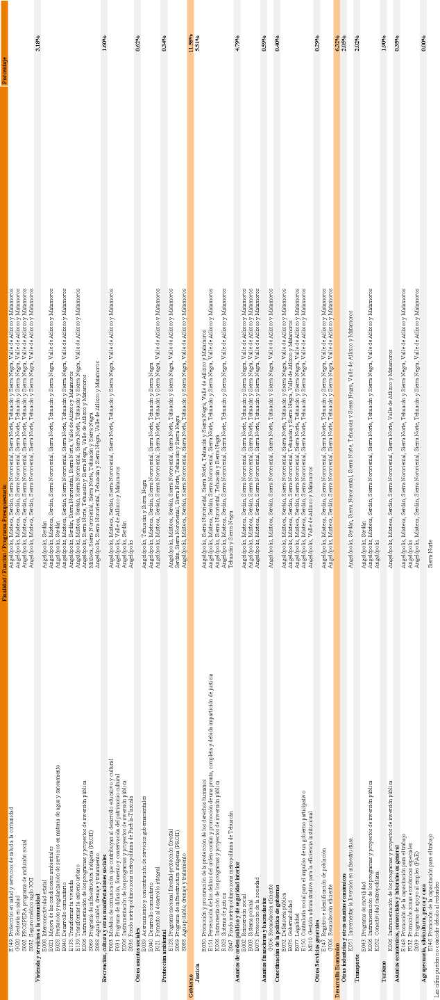 Finalidad / Función / Programa Presupuestario Porcentaje
E149 Protección en salud y servicios de salud a la comunidad Angelópolis, Mixteca, Serdán, Sierra Nororiental, Sierra Norte, Tehuacán y Sierra Negra, Valle de Atlixco y Matamoros
G020 Rectoría en salud Angelópolis, Mixteca, Serdán, Sierra Nororiental, Sierra Norte, Tehuacán y Sierra Negra, Valle de Atlixco y Matamoros
S002 PROSPERA programa de inclusión social Angelópolis, Mixteca, Serdán, Sierra Nororiental, Sierra Norte, Tehuacán y Sierra Negra, Valle de Atlixco y Matamoros
S082 Seguro médico siglo XXI Angelópolis, Mixteca, Serdán, Sierra Nororiental, Sierra Norte, Tehuacán y Sierra Negra, Valle de Atlixco y Matamoros
Vivienda y servicios a la comunidad 3.18%
E008 Interconectividad estatal Angelópolis, Serdán
E021 Mejora de las condiciones ambientales Angelópolis, Mixteca, Serdán, Sierra Nororiental, Sierra Norte, Tehuacán y Sierra Negra, Valle de Atlixco y Matamoros
E038 Gestión y regularización de servicios en materia de agua y saneamiento Angelópolis, Serdán
E040 Desarrollo comunitario Angelópolis, Mixteca, Serdán, Sierra Nororiental, Sierra Norte, Tehuacán y Sierra Negra, Valle de Atlixco y Matamoros
E135 Transformar tu vivienda Angelópolis, Serdán, Sierra Nororiental, Sierra Norte, Valle de Atlixco y Matamoros
E139 Transformar tu entorno urbano Angelópolis, Mixteca, Serdán, Sierra Nororiental, Sierra Norte, Tehuacán y Sierra Negra, Valle de Atlixco y Matamoros
K006 Instrumentación de los programas y proyectos de inversión pública Angelópolis, Sierra Norte, Tehuacán y Sierra Negra, Valle de Atlixco y Matamoros
S069 Programa de infraestructura indígena (PROII) Mixteca, Sierra Nororiental, Sierra Norte, Tehuacán y Sierra Negra
S088 Agua potable, drenaje y tratamiento Angelópolis, Sierra Nororiental, Tehuacán y Sierra Negra, Valle de Atlixco y Matamoros
Recreación, cultura y otras manifestaciones sociales 1.60%
E003 Modelos de comunicación que contribuyan al desarrollo educativo y cultural Angelópolis, Mixteca, Serdán, Sierra Nororiental, Sierra Norte, Tehuacán y Sierra Negra, Valle de Atlixco y Matamoros
F031 Programa de fomento y conservación del patrimonio cultural Angelópolis, Valle de Atlixco y Matamoros
K006 Instrumentación de los programas y proyectos de inversión pública Angelópolis, Serdán
S036 Fondo metropolitano zona metropolitana de Puebla-Tlaxcala Angelópolis
Otros asuntos sociales 0.62%
E039 Acercamiento y concentración de servicios gubernamentales Angelópolis, Tehuacán y Sierra Negra
E040 Desarrollo comunitario Angelópolis, Mixteca, Serdán, Sierra Nororiental, Sierra Norte, Tehuacán y Sierra Negra
F021 Fomento al desarrollo integral Angelópolis, Mixteca, Serdán, Sierra Nororiental, Sierra Norte, Tehuacán y Sierra Negra, Valle de Atlixco y Matamoros
Protección ambiental 0.34%
E128 Programa nacional forestal-protección forestal Angelópolis, Mixteca, Serdán, Sierra Nororiental, Sierra Norte, Tehuacán y Sierra Negra, Valle de Atlixco y Matamoros
S069 Programa de infraestructura indígena (PROII) Serdán, Sierra Nororiental, Sierra Norte, Tehuacán y Sierra Negra
S088 Agua potable, drenaje y tratamiento Angelópolis, Mixteca, Serdán, Sierra Nororiental, Sierra Norte, Tehuacán y Sierra Negra, Valle de Atlixco y Matamoros
Gobierno 11.58%
Justicia 5.51%
E030 Promoción y garantía de la protección de los derechos humanos Angelópolis, Sierra Nororiental, Sierra Norte, Tehuacán y Sierra Negra, Valle de Atlixco y Matamoros
E151 Persecución de los delitos del orden común y promoción de una pronta, completa y debida impartición de justicia Angelópolis, Mixteca, Serdán, Sierra Nororiental, Sierra Norte, Tehuacán y Sierra Negra, Valle de Atlixco y Matamoros
K006 Instrumentación de los programas y proyectos de inversión pública Angelópolis, Sierra Nororiental, Tehuacán y Sierra Negra
R003 Sistema de justicia Angelópolis, Mixteca, Serdán, Sierra Nororiental, Sierra Norte, Tehuacán y Sierra Negra, Valle de Atlixco y Matamoros
S047 Fondo metropolitano zona metropolitana de Tehuacán Tehuacán y Sierra Negra
Asuntos de orden público y de seguridad interior 4.79%
E002 Reinserción social Angelópolis, Mixteca, Serdán, Sierra Nororiental, Sierra Norte, Tehuacán y Sierra Negra, Valle de Atlixco y Matamoros
E031 Sistema policial Angelópolis, Mixteca, Serdán, Sierra Nororiental, Sierra Norte, Tehuacán y Sierra Negra, Valle de Atlixco y Matamoros
E075 Protección de la sociedad Angelópolis, Mixteca, Serdán, Sierra Nororiental, Sierra Norte, Tehuacán y Sierra Negra, Valle de Atlixco y Matamoros
Asuntos financieros y hacendarios 0.59%
G006 Recaudación eficiente Angelópolis, Mixteca, Serdán, Sierra Nororiental, Sierra Norte, Tehuacán y Sierra Negra, Valle de Atlixco y Matamoros
Coordinación de la política de gobierno 0.40%
E052 Defensoría pública Angelópolis, Mixteca, Serdán, Sierra Nororiental, Sierra Norte, Tehuacán y Sierra Negra, Valle de Atlixco y Matamoros
E076 Gobernabilidad Angelópolis, Mixteca, Serdán, Sierra Nororiental, Tehuacán y Sierra Negra, Valle de Atlixco y Matamoros
E077 Legalidad Angelópolis, Mixteca, Serdán, Sierra Nororiental, Sierra Norte, Tehuacán y Sierra Negra, Valle de Atlixco y Matamoros
E150 Contraloría social para el impulso de un gobierno participativo Angelópolis, Mixteca, Serdán, Sierra Nororiental, Sierra Norte, Tehuacán y Sierra Negra, Valle de Atlixco y Matamoros
M010 Gestión administrativa para la eficiencia institucional Angelópolis, Valle de Atlixco y Matamoros
Otros Servicios generales 0.29%
E147 Registro e identificación de población Angelópolis, Mixteca, Serdán, Sierra Nororiental, Sierra Norte, Tehuacán y Sierra Negra, Valle de Atlixco y Matamoros
G006 Recaudación eficiente Angelópolis, Mixteca, Serdán, Sierra Nororiental, Sierra Norte, Tehuacán y Sierra Negra, Valle de Atlixco y Matamoros
Desarrollo Económico 6.32%
Otras industrias y otros asuntos económicos 2.05%
E051 Incrementar la inversión en infraestructura Angelópolis, Serdán, Sierra Nororiental, Sierra Norte, Tehuacán y Sierra Negra, Valle de Atlixco y Matamoros
Transporte 2.02%
E043 Programa de movilidad Angelópolis, Serdán
K006 Instrumentación de los programas y proyectos de inversión pública Angelópolis, Mixteca, Serdán, Sierra Nororiental, Sierra Norte, Tehuacán y Sierra Negra, Valle de Atlixco y Matamoros
K052 Conectividad metropolitana Angelópolis
Turismo 1.90%
K006 Instrumentación de los programas y proyectos de inversión pública Angelópolis, Mixteca, Serdán, Sierra Nororiental, Sierra Norte, Valle de Atlixco y Matamoros
Asuntos económicos, comerciales y laborales en general 0.35%
E148 Promoción de la capacitación para el trabajo Angelópolis, Mixteca, Serdán, Sierra Nororiental, Sierra Norte, Tehuacán y Sierra Negra, Valle de Atlixco y Matamoros
F032 Promoción zonas económicas especiales Angelópolis
S039 Programa de apoyo al empleo (PAE) Angelópolis, Mixteca, Serdán, Sierra Nororiental, Sierra Norte, Tehuacán y Sierra Negra, Valle de Atlixco y Matamoros
Agropecuaria, silvicultura, pesca y caza 0.00%
E148 Promoción de la capacitación para el trabajo Sierra Norte
Las cifras pueden no coincidir debido al redondeo